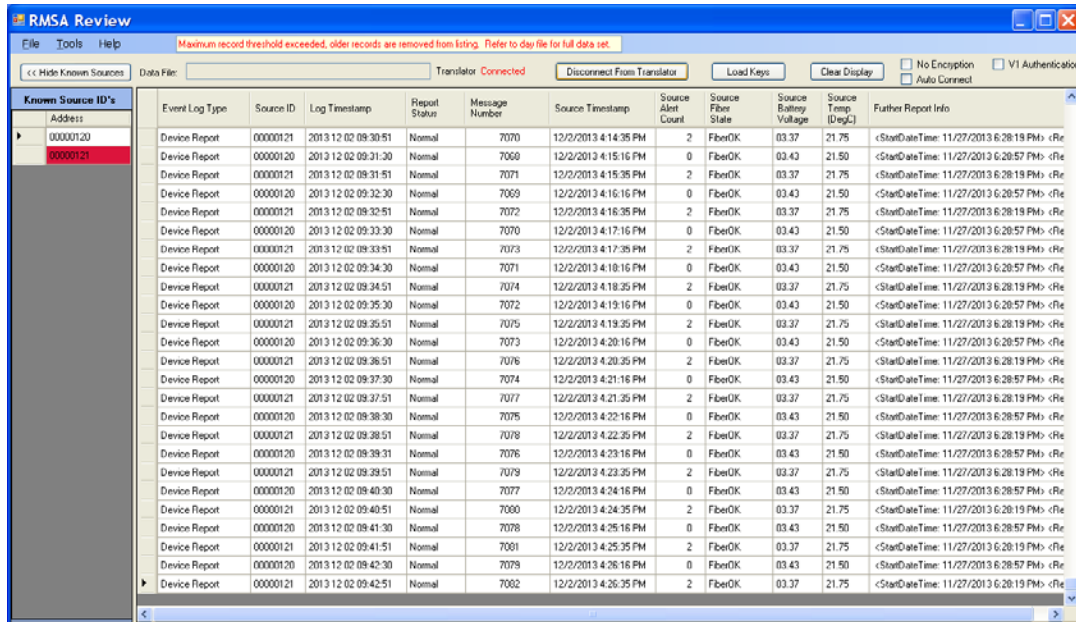 RMSA Review
File Tools Help Maximum record threshold exceeded, older records are removed from listing. Refer to day file for full data set.
<< Hide Known Sources Data File: Translator Connected Disconnect From Translator Load Keys Clear Display No Encryption V1 Authentication
Auto Connect
Known Source ID's
Address
00000120
00000121
Event Log Type Source ID Log Timestamp Report Status Message Number Source Timestamp Source Alert Count Source Fiber State Source Battery Voltage Source Temp (DegC) Further Report Info
Device Report 00000121 2013 12 02 09:30:51 Normal 7070 12/2/2013 4:14:35 PM 2 FiberOK 03.37 21.75 <StartDateTime: 11/27/2013 6:28:19 PM> <Re
Device Report 00000120 2013 12 02 09:31:30 Normal 7068 12/2/2013 4:15:16 PM 0 FiberOK 03.43 21.50 <StartDateTime: 11/27/2013 6:28:57 PM> <Re
Device Report 00000121 2013 12 02 09:31:51 Normal 7071 12/2/2013 4:15:35 PM 2 FiberOK 03.37 21.75 <StartDateTime: 11/27/2013 6:28:19 PM> <Re
Device Report 00000120 2013 12 02 09:32:30 Normal 7069 12/2/2013 4:16:16 PM 0 FiberOK 03.43 21.50 <StartDateTime: 11/27/2013 6:28:57 PM> <Re
Device Report 00000121 2013 12 02 09:32:51 Normal 7072 12/2/2013 4:16:35 PM 2 FiberOK 03.37 21.75 <StartDateTime: 11/27/2013 6:28:19 PM> <Re
Device Report 00000120 2013 12 02 09:33:30 Normal 7070 12/2/2013 4:17:16 PM 0 FiberOK 03.43 21.50 <StartDateTime: 11/27/2013 6:28:57 PM> <Re
Device Report 00000121 2013 12 02 09:33:51 Normal 7073 12/2/2013 4:17:35 PM 2 FiberOK 03.37 21.75 <StartDateTime: 11/27/2013 6:28:19 PM> <Re
Device Report 00000120 2013 12 02 09:34:30 Normal 7071 12/2/2013 4:18:16 PM 0 FiberOK 03.43 21.50 <StartDateTime: 11/27/2013 6:28:57 PM> <Re
Device Report 00000121 2013 12 02 09:34:51 Normal 7074 12/2/2013 4:18:35 PM 2 FiberOK 03.37 21.75 <StartDateTime: 11/27/2013 6:28:19 PM> <Re
Device Report 00000120 2013 12 02 09:35:30 Normal 7072 12/2/2013 4:19:16 PM 0 FiberOK 03.43 21.50 <StartDateTime: 11/27/2013 6:28:57 PM> <Re
Device Report 00000121 2013 12 02 09:35:51 Normal 7075 12/2/2013 4:19:35 PM 2 FiberOK 03.37 21.75 <StartDateTime: 11/27/2013 6:28:19 PM> <Re
Device Report 00000120 2013 12 02 09:36:30 Normal 7073 12/2/2013 4:20:16 PM 0 FiberOK 03.43 21.50 <StartDateTime: 11/27/2013 6:28:57 PM> <Re
Device Report 00000121 2013 12 02 09:36:51 Normal 7076 12/2/2013 4:20:35 PM 2 FiberOK 03.37 21.75 <StartDateTime: 11/27/2013 6:28:19 PM> <Re
Device Report 00000120 2013 12 02 09:37:30 Normal 7074 12/2/2013 4:21:16 PM 0 FiberOK 03.43 21.50 <StartDateTime: 11/27/2013 6:28:57 PM> <Re
Device Report 00000121 2013 12 02 09:37:51 Normal 7077 12/2/2013 4:21:35 PM 2 FiberOK 03.37 21.75 <StartDateTime: 11/27/2013 6:28:19 PM> <Re
Device Report 00000120 2013 12 02 09:38:30 Normal 7075 12/2/2013 4:22:16 PM 0 FiberOK 03.43 21.50 <StartDateTime: 11/27/2013 6:28:57 PM> <Re
Device Report 00000121 2013 12 02 09:38:51 Normal 7078 12/2/2013 4:22:35 PM 2 FiberOK 03.37 21.75 <StartDateTime: 11/27/2013 6:28:19 PM> <Re
Device Report 00000120 2013 12 02 09:39:31 Normal 7076 12/2/2013 4:23:16 PM 0 FiberOK 03.43 21.50 <StartDateTime: 11/27/2013 6:28:57 PM> <Re
Device Report 00000121 2013 12 02 09:39:51 Normal 7079 12/2/2013 4:23:35 PM 2 FiberOK 03.37 21.75 <StartDateTime: 11/27/2013 6:28:19 PM> <Re
Device Report 00000120 2013 12 02 09:40:30 Normal 7077 12/2/2013 4:24:16 PM 0 FiberOK 03.43 21.50 <StartDateTime: 11/27/2013 6:28:57 PM> <Re
Device Report 00000121 2013 12 02 09:40:51 Normal 7080 12/2/2013 4:24:35 PM 2 FiberOK 03.37 21.75 <StartDateTime: 11/27/2013 6:28:19 PM> <Re
Device Report 00000120 2013 12 02 09:41:30 Normal 7078 12/2/2013 4:25:16 PM 0 FiberOK 03.43 21.50 <StartDateTime: 11/27/2013 6:28:57 PM> <Re
Device Report 00000121 2013 12 02 09:41:51 Normal 7081 12/2/2013 4:25:35 PM 2 FiberOK 03.37 21.75 <StartDateTime: 11/27/2013 6:28:19 PM> <Re
Device Report 00000120 2013 12 02 09:42:30 Normal 7079 12/2/2013 4:26:16 PM 0 FiberOK 03.43 21.50 <StartDateTime: 11/27/2013 6:28:57 PM> <Re
Device Report 00000121 2013 12 02 09:42:51 Normal 7082 12/2/2013 4:26:35 PM 2 FiberOK 03.37 21.75 <StartDateTime: 11/27/2013 6:28:19 PM> <Re